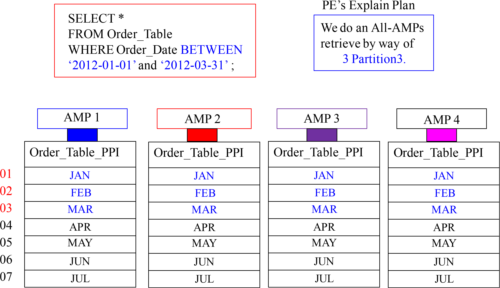 PE's Explain Plan
SELECT *
FROM Order_Table
WHERE Order_Date BETWEEN
'2012-01-01' and '2012-03-31' ;
We do an All-AMPs
retrieve by way of
3 Partition3.
AMP 1 AMP 2 AMP 3 AMP 4
Order_Table_PPI Order_Table_PPI Order_Table_PPI Order_Table_PPI
01 JAN JAN JAN JAN
02 FEB FEB FEB FEB
03 MAR MAR MAR MAR
04 APR APR APR APR
05 MAY MAY MAY MAY
06 JUN JUN JUN JUN
07 JUL JUL JUL JUL